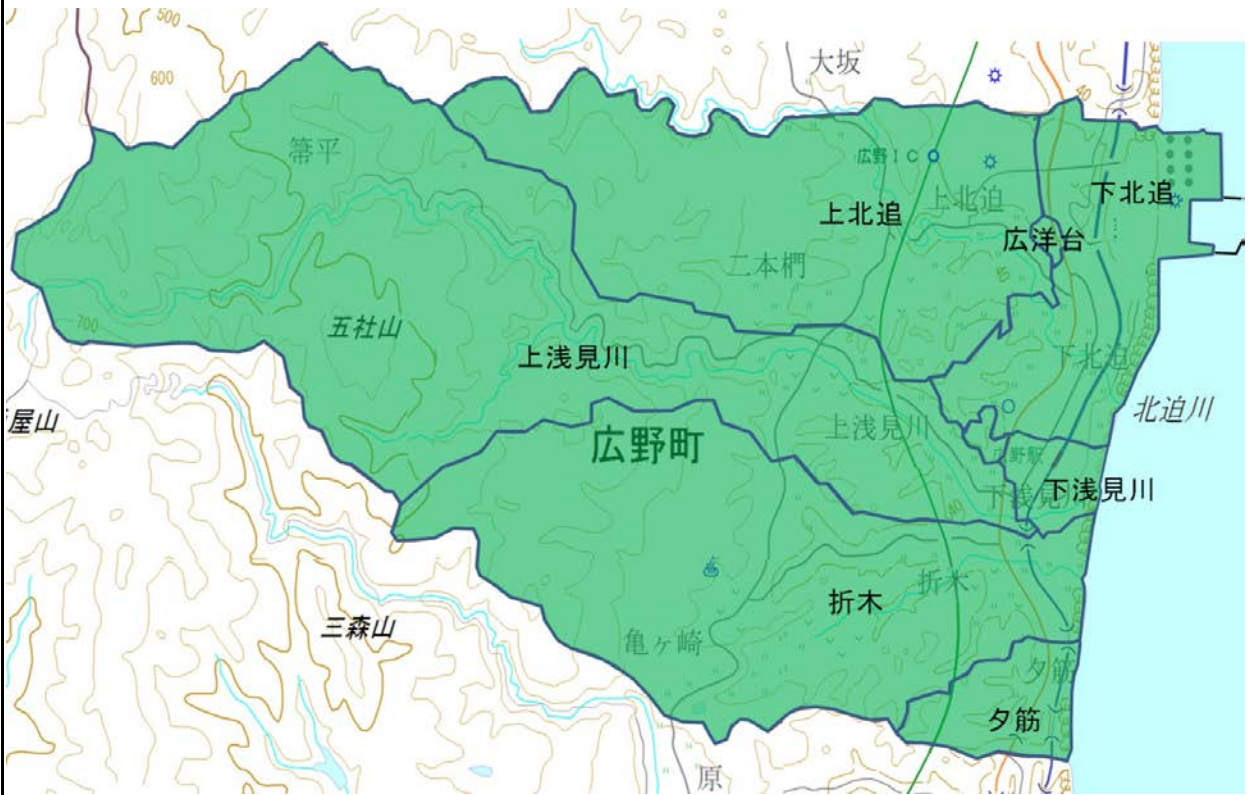 500
大坂
600
箒平
広野IC
上北迫
下北追
上北追
広洋台
二本椚
700
五社山
上浅見川
下北迫
屋山
北迫川
上浅見川
広野町
広野駅
下浅見川
下浅見川
40
折木
折木
三森山
亀ヶ崎
夕筋
夕筋
原